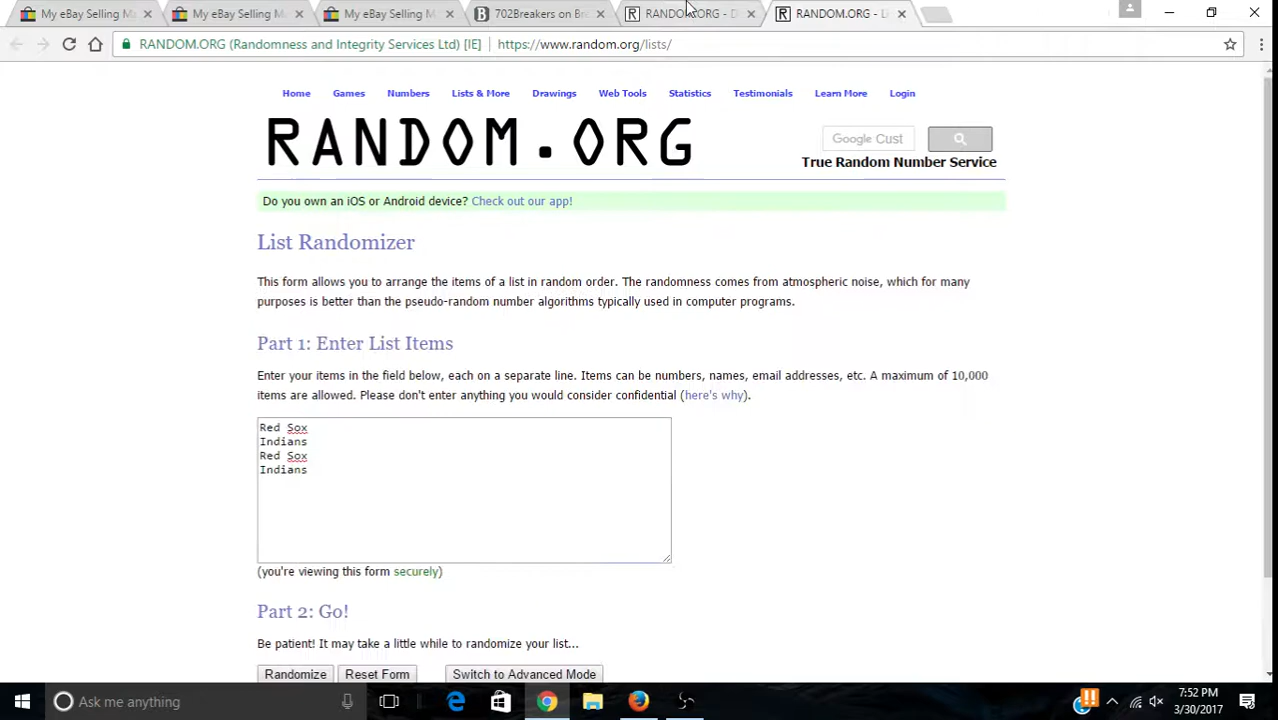 My eBay Selling Ma
My eBay Selling M
My eBay Selling M
702Breakers on Br
RANDOM.ORG -
RANDOM.ORG - L
RANDOM.ORG (Randomness and Integrity Services Ltd) [IE]
https://www.random.org/lists/
Home Games Numbers Lists & More Drawings Web Tools Statistics Testimonials Learn More Login
RANDOM.ORG
Google Cust
True Random Number Service
Do you own an iOS or Android device? Check out our app!
List Randomizer
This form allows you to arrange the items of a list in random order. The randomness comes from atmospheric noise, which for many
purposes is better than the pseudo-random number algorithms typically used in computer programs.
Part 1: Enter List Items
Enter your items in the field below, each on a separate line. Items can be numbers, names, email addresses, etc. A maximum of 10,000
items are allowed. Please don't enter anything you would consider confidential (here's why).
Red Sox
Indians
Red Sox
Indians
(you're viewing this form securely)
Part 2: Go!
Be patient! It may take a little while to randomize your list...
Randomize Reset Form Switch to Advanced Mode
Ask me anything
7:52 PM
3/30/2017